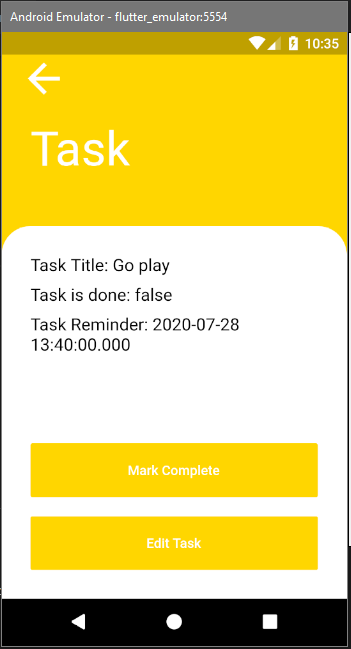 Android Emulator - flutter_emulator:5554
10:35
Task
Task Title: Go play
Task is done: false
Task Reminder: 2020-07-28
13:40:00.000
Mark Complete
Edit Task